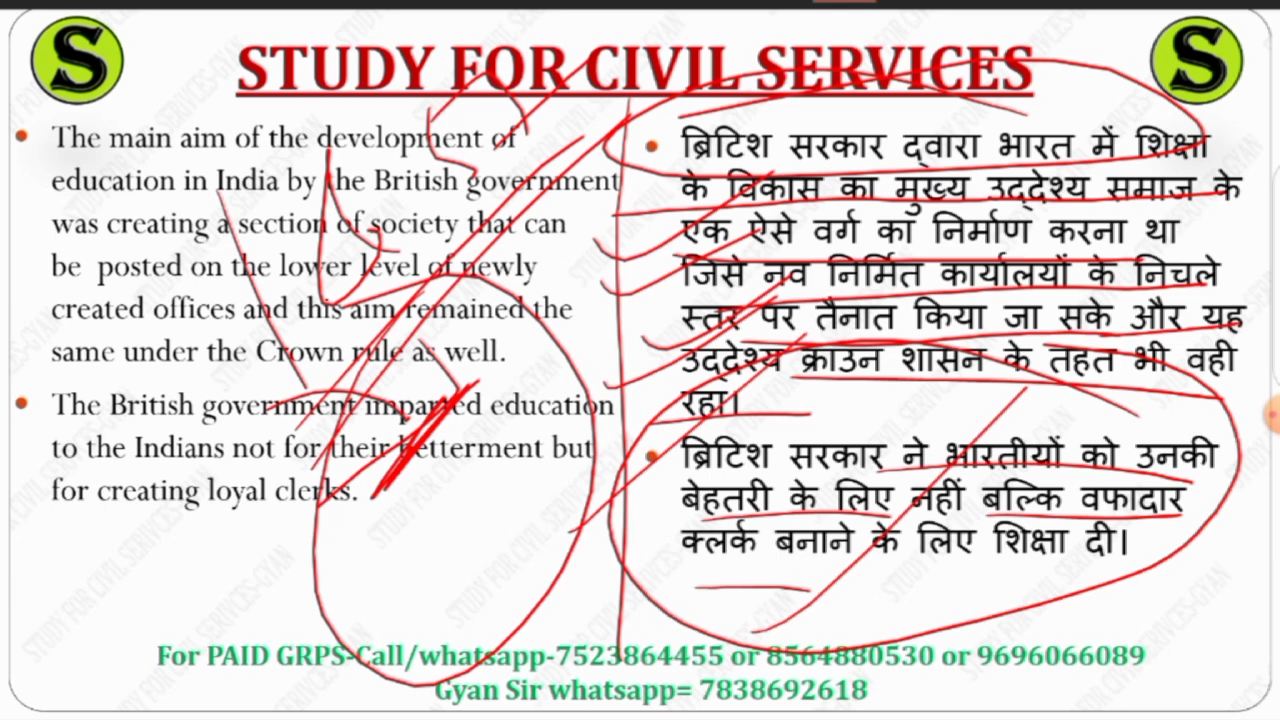 S
STUDY FOR CIVIL SERVICES
S
The main aim of the development of
education in India by the British government
was creating a section of society that can
be posted on the lower level of newly
created offices and this aim remained the
same under the Crown rule as well.
The British government imparted education
to the Indians not for their betterment but
for creating loyal clerks.
ब्रिटिश सरकार द्वारा भारत में शिक्षा
के विकास का मुख्य उद्देश्य समाज के
एक ऐसे वर्ग का निर्माण करना था
जिसे नव निर्मित कार्यालयों के निचले
स्तर पर तैनात किया जा सके और यह
उद्देश्य क्राउन शासन के तहत भी वही
रहा।
ब्रिटिश सरकार ने भारतीयों को उनकी
बेहतरी के लिए नहीं बल्कि वफादार
क्लर्क बनाने के लिए शिक्षा दी।
For PAID GRPS-Call/whatsapp-7523864455 or 8564880530 or 9696066089
Gyan Sir whatsapp= 7838692618